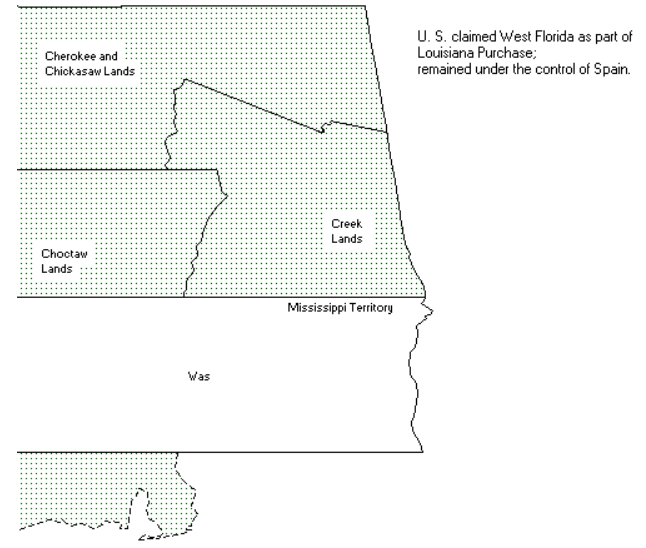 U. S. claimed West Florida as part of
Louisiana Purchase;
remained under the control of Spain.
Cherokee and
Chickasaw Lands
Creek
Lands
Choctaw
Lands
Mississippi Territory
Was